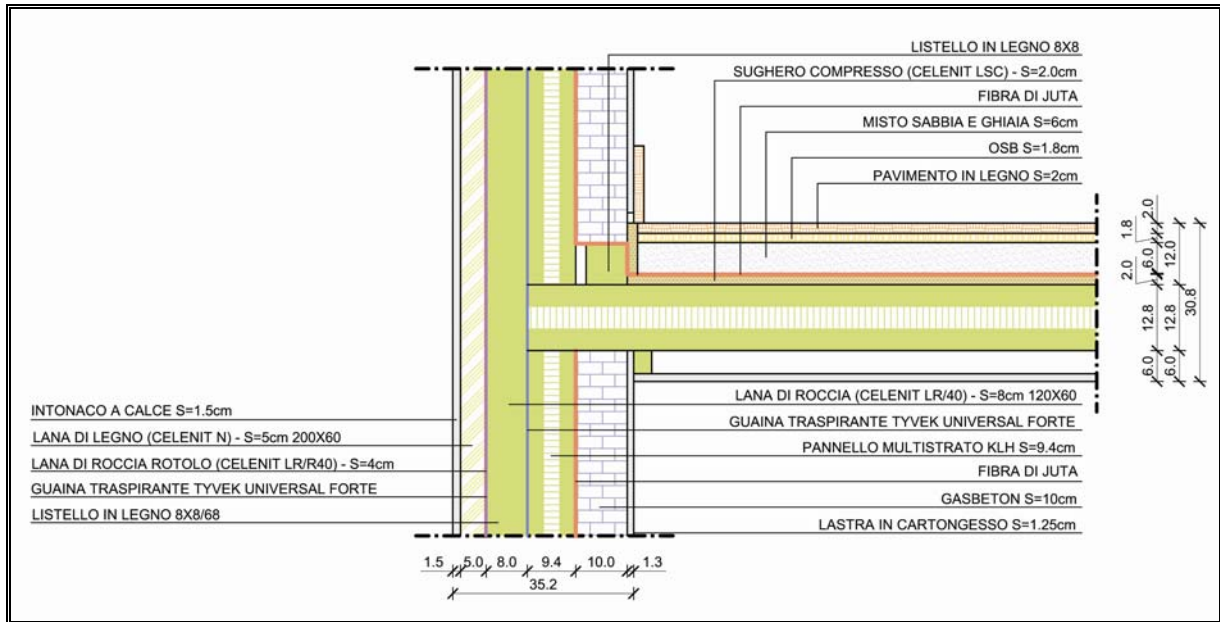 LISTELLO IN LEGNO 8X8
SUGHERO COMPRESSO (CELENIT LSC) - S=2.0cm
FIBRA DI JUTA
MISTO SABBIA E GHIAIA S=6cm
OSB S=1.8cm
PAVIMENTO IN LEGNO S=2cm
1.8
2.0
2.0
6.0
12.0
12.8
12.8
30.8
6.0
6.0
LANA DI ROCCIA (CELENIT LR/40) - S=8cm 120X60
GUAINA TRASPIRANTE TYVEK UNIVERSAL FORTE
PANNELLO MULTISTRATO KLH S=9.4cm
FIBRA DI JUTA
GASBETON S=10cm
LASTRA IN CARTONGESSO S=1.25cm
INTONACO A CALCE S=1.5cm
LANA DI LEGNO (CELENIT N) - S=5cm 200X60
LANA DI ROCCIA ROTOLO (CELENIT LR/R40) - S=4cm
GUAINA TRASPIRANTE TYVEK UNIVERSAL FORTE
LISTELLO IN LEGNO 8X8/68
1.5 5.0 8.0 9.4 10.0 1.3
35.2